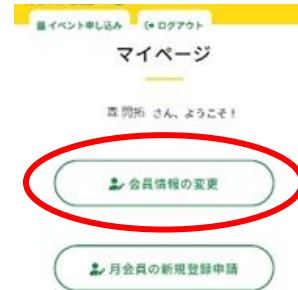 イベント申し込み ログアウト
マイページ
さん、ようこそ!
会員情報の変更
月会員の新規登録申請